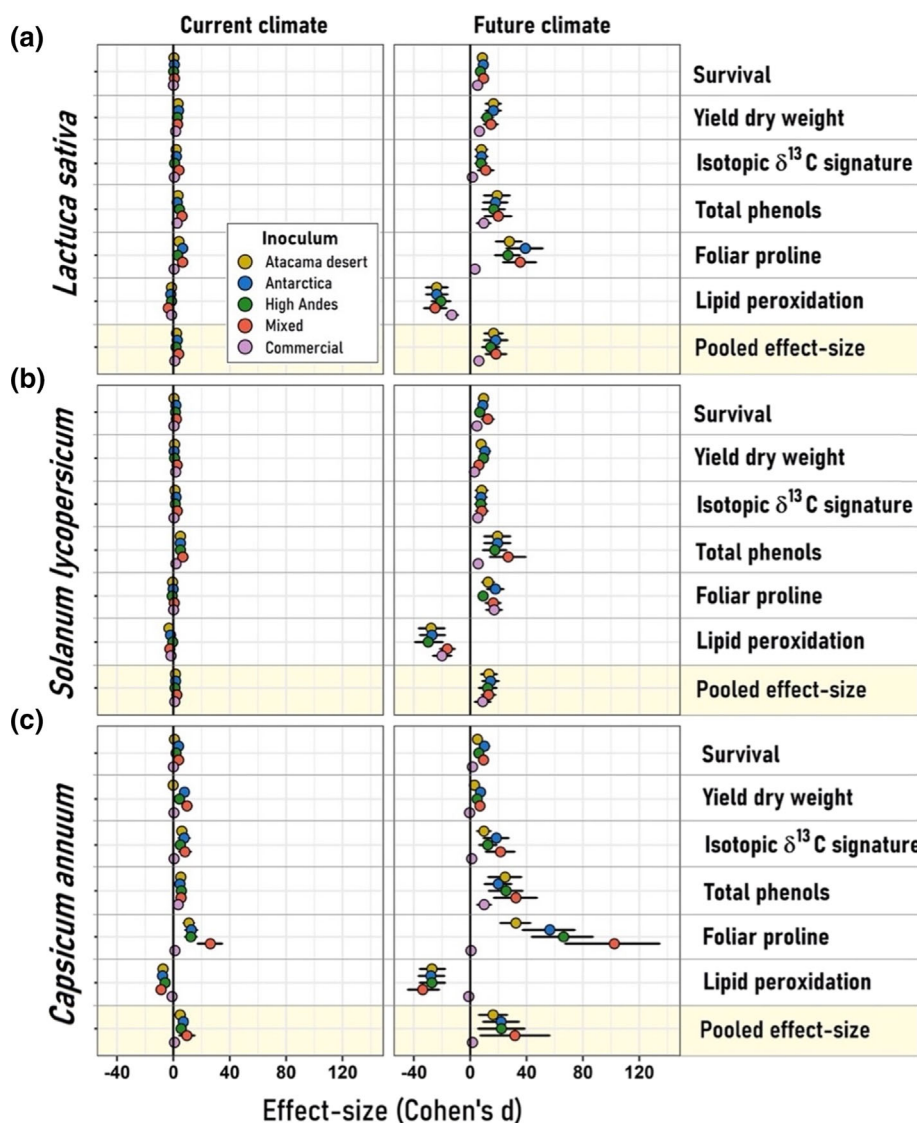 Current climate
Future climate
(a)
Lactuca sativa
Survival
Yield dry weight
Isotopic δ¹³C signature
Total phenols
Foliar proline
Lipid peroxidation
Pooled effect-size
Inoculum
Atacama desert
Antarctica
High Andes
Mixed
Commercial
(b)
Solanum lycopersicum
Survival
Yield dry weight
Isotopic δ¹³C signature
Total phenols
Foliar proline
Lipid peroxidation
Pooled effect-size
(c)
Capsicum annuum
Survival
Yield dry weight
Isotopic δ¹³C signature
Total phenols
Foliar proline
Lipid peroxidation
Pooled effect-size
-40 0 40 80 120
-40 0 40 80 120
Effect-size (Cohen's d)